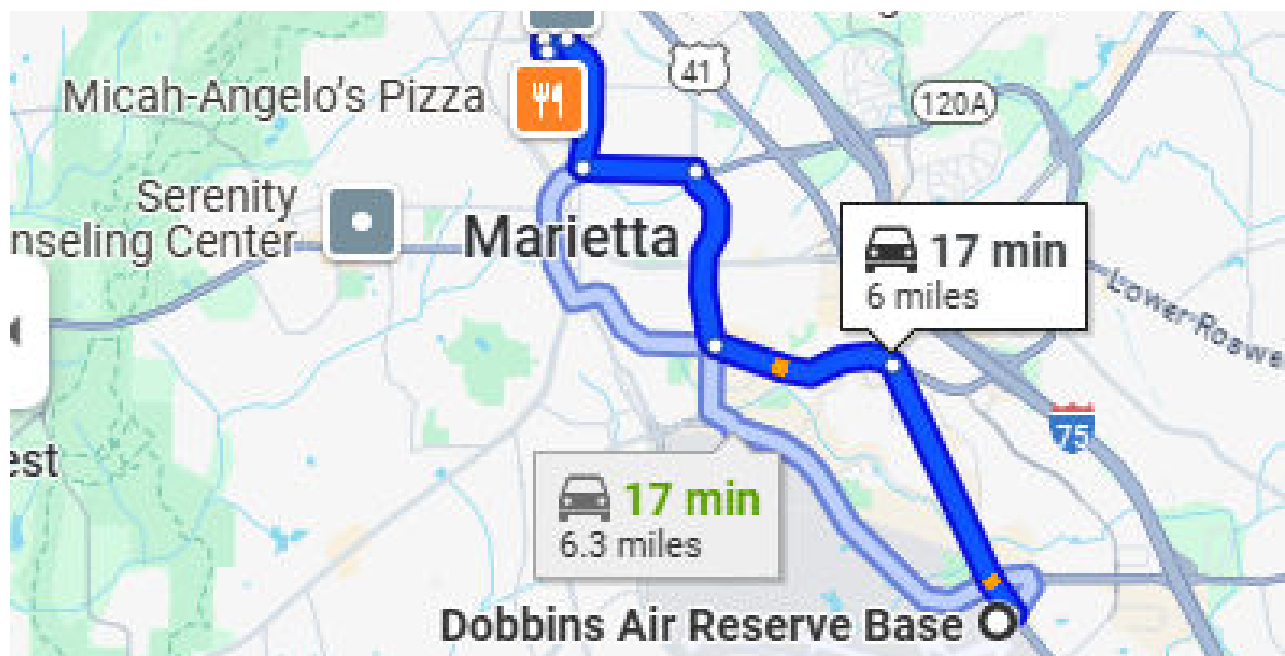 41
120A
Micah-Angelo's Pizza
Serenity
nseling Center
Marietta
17 min
6 miles
Lower Roswe
75
est
17 min
6.3 miles
Dobbins Air Reserve Base